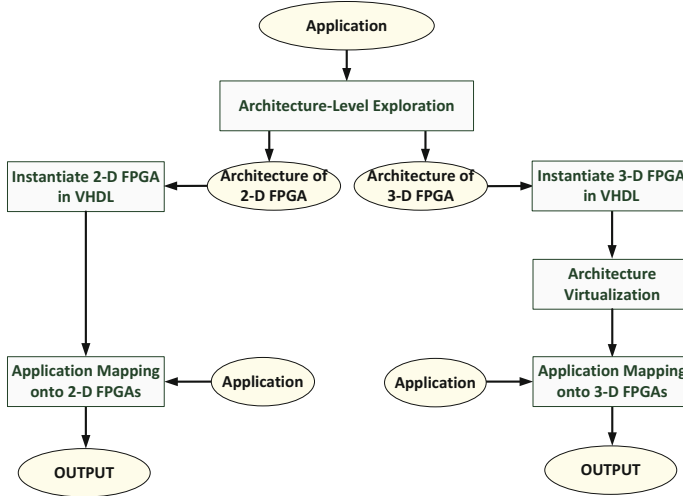 Application
Architecture-Level Exploration
Instantiate 2-D FPGA
in VHDL
Architecture of
2-D FPGA
Architecture of
3-D FPGA
Instantiate 3-D FPGA
in VHDL
Architecture
Virtualization
Application Mapping
onto 2-D FPGAs
Application
Application
Application Mapping
onto 3-D FPGAs
OUTPUT
OUTPUT